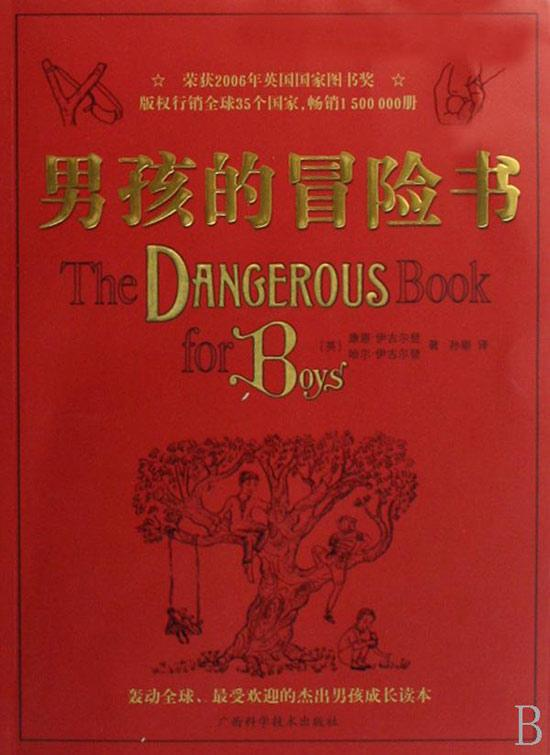 ☆ 荣获2006年英国国家图书奖 ☆
版权行销全球35个国家,畅销1 500 000册
男孩的冒险书
The DANGEROUS Book
for Boys
[英] 康恩·伊古尔登
哈尔·伊古尔登 著 孙崭 译
轰动全球、最受欢迎的杰出男孩成长读本
广西科学技术出版社
B